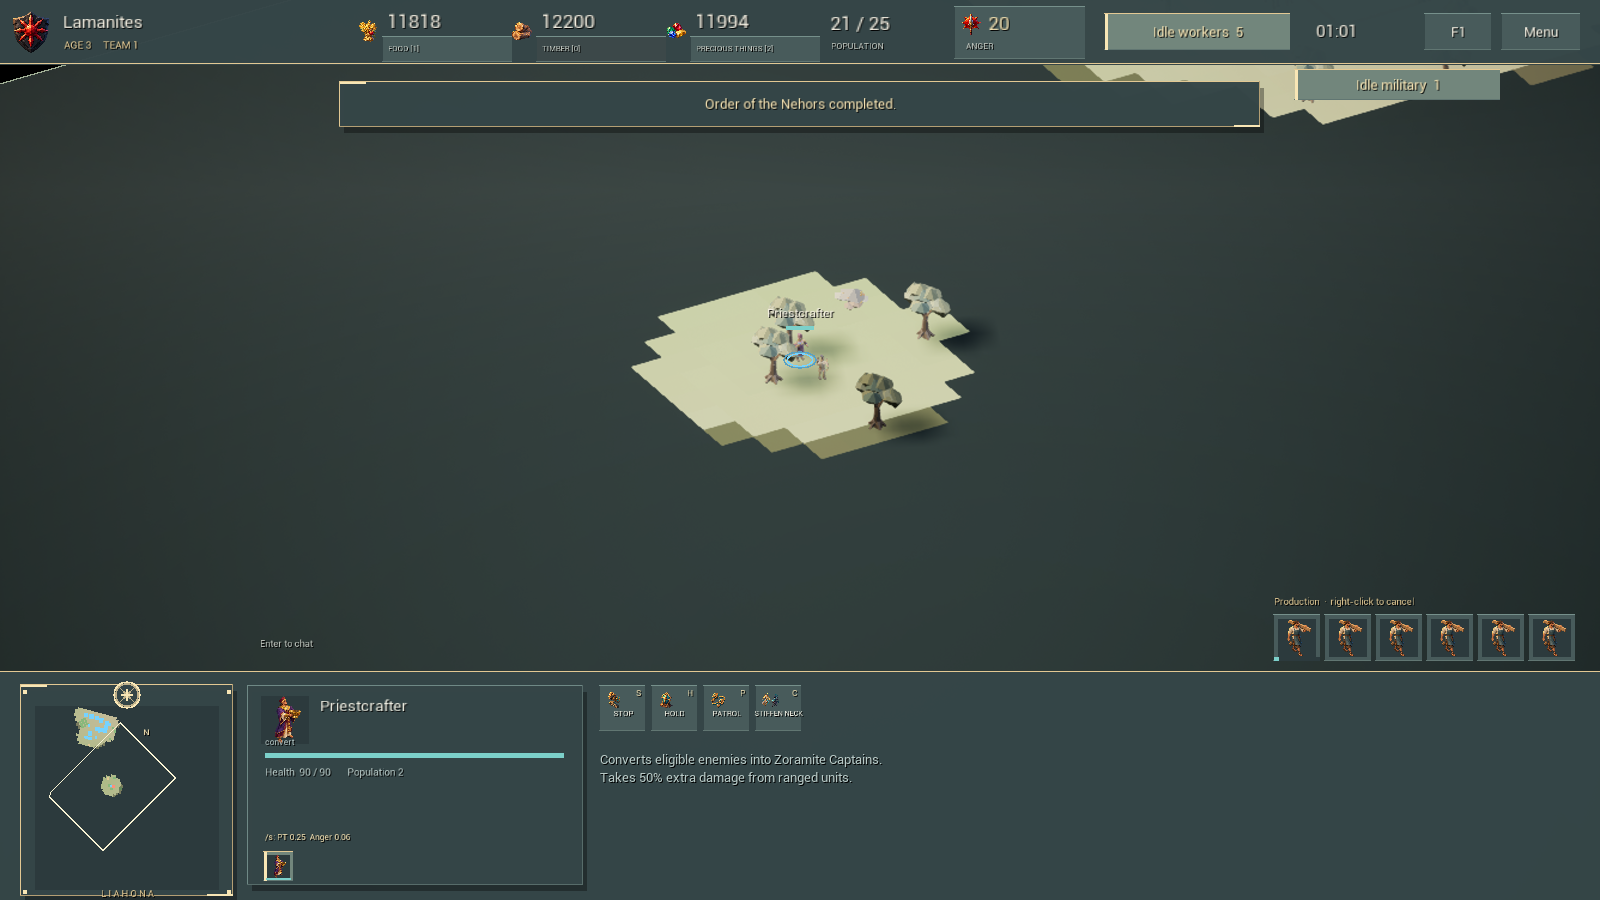 Lamanites
AGE 3 TEAM 1
11818
FOOD [1]
12200
TIMBER [0]
11994
PRECIOUS THINGS [2]
21 / 25
POPULATION
20
ANGER
Idle workers 5
01:01
F1
Menu
Idle military 1
Order of the Nehors completed.
Priestcrafter
Production · right-click to cancel
Enter to chat
N
LIAHONA
Priestcrafter
convert
Health 90 / 90 Population 2
/s: PT 0.25 Anger 0.06
S
STOP
H
HOLD
P
PATROL
C
STIFFEN NECK
Converts eligible enemies into Zoramite Captains.
Takes 50% extra damage from ranged units.